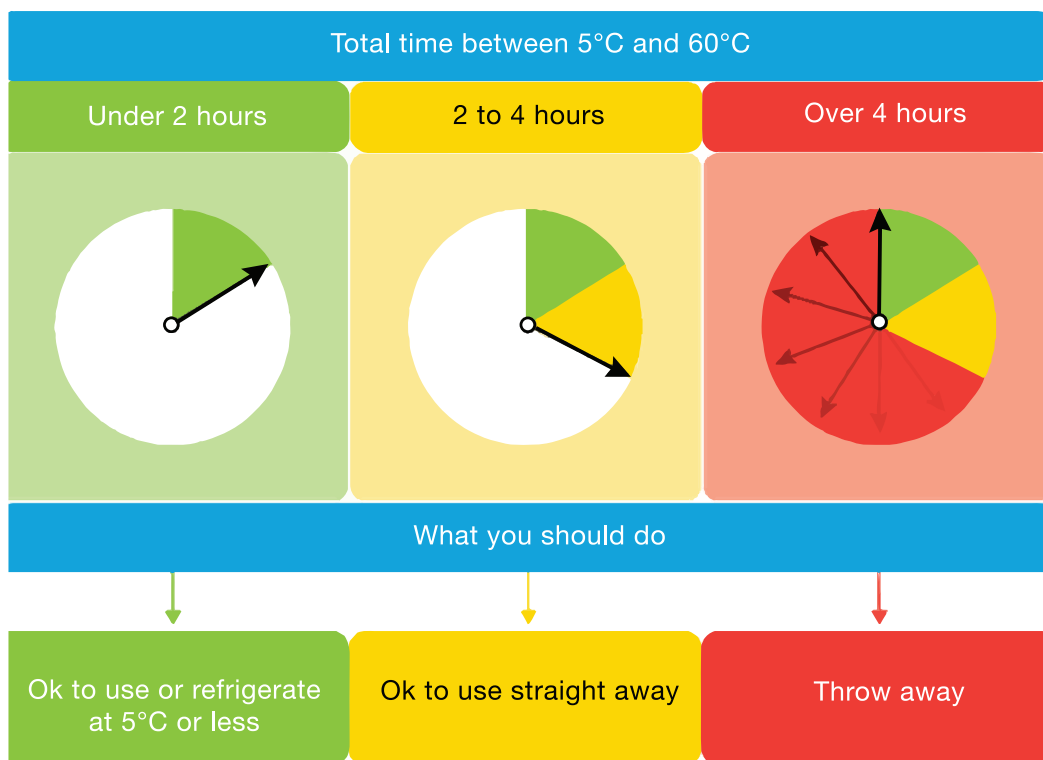 Total time between 5°C and 60°C
Under 2 hours
2 to 4 hours
Over 4 hours
What you should do
Ok to use or refrigerate
at 5°C or less
Ok to use straight away
Throw away